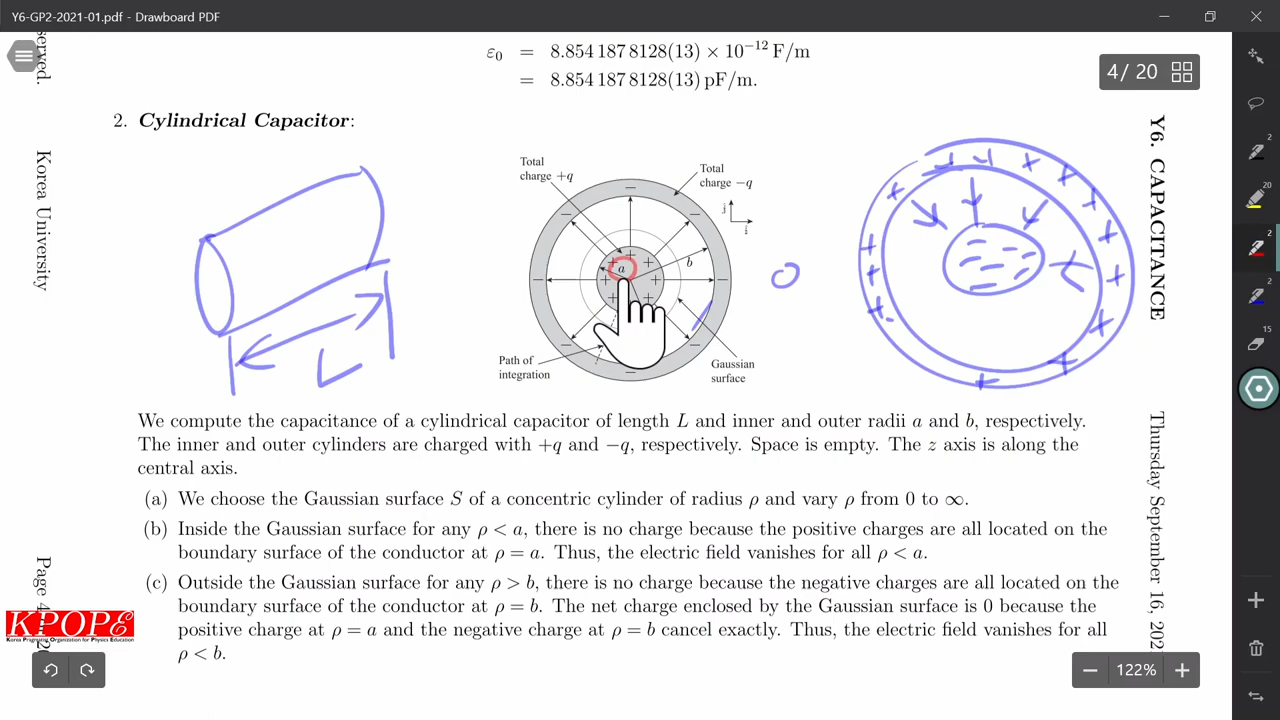 Y6-GP2-2021-01.pdf - Drawboard PDF
served.
ε₀ = 8.854 187 8128(13) × 10⁻¹² F/m
= 8.854 187 8128(13) pF/m.
4 / 20
2. Cylindrical Capacitor:
Korea University
Y6. CAPACITANCE
Total
charge +q
Total
charge −q
j
i
a
b
Path of
integration
Gaussian
surface
L
We compute the capacitance of a cylindrical capacitor of length L and inner and outer radii a and b, respectively.
The inner and outer cylinders are charged with +q and −q, respectively. Space is empty. The z axis is along the
central axis.
(a) We choose the Gaussian surface S of a concentric cylinder of radius ρ and vary ρ from 0 to ∞.
(b) Inside the Gaussian surface for any ρ < a, there is no charge because the positive charges are all located on the
boundary surface of the conductor at ρ = a. Thus, the electric field vanishes for all ρ < a.
(c) Outside the Gaussian surface for any ρ > b, there is no charge because the negative charges are all located on the
boundary surface of the conductor at ρ = b. The net charge enclosed by the Gaussian surface is 0 because the
positive charge at ρ = a and the negative charge at ρ = b cancel exactly. Thus, the electric field vanishes for all
ρ < b.
Thursday September 16, 202
Page 4
KPOPE
Korea Pragmatic Organization for Physics Education
122%
2
20
2
2
15